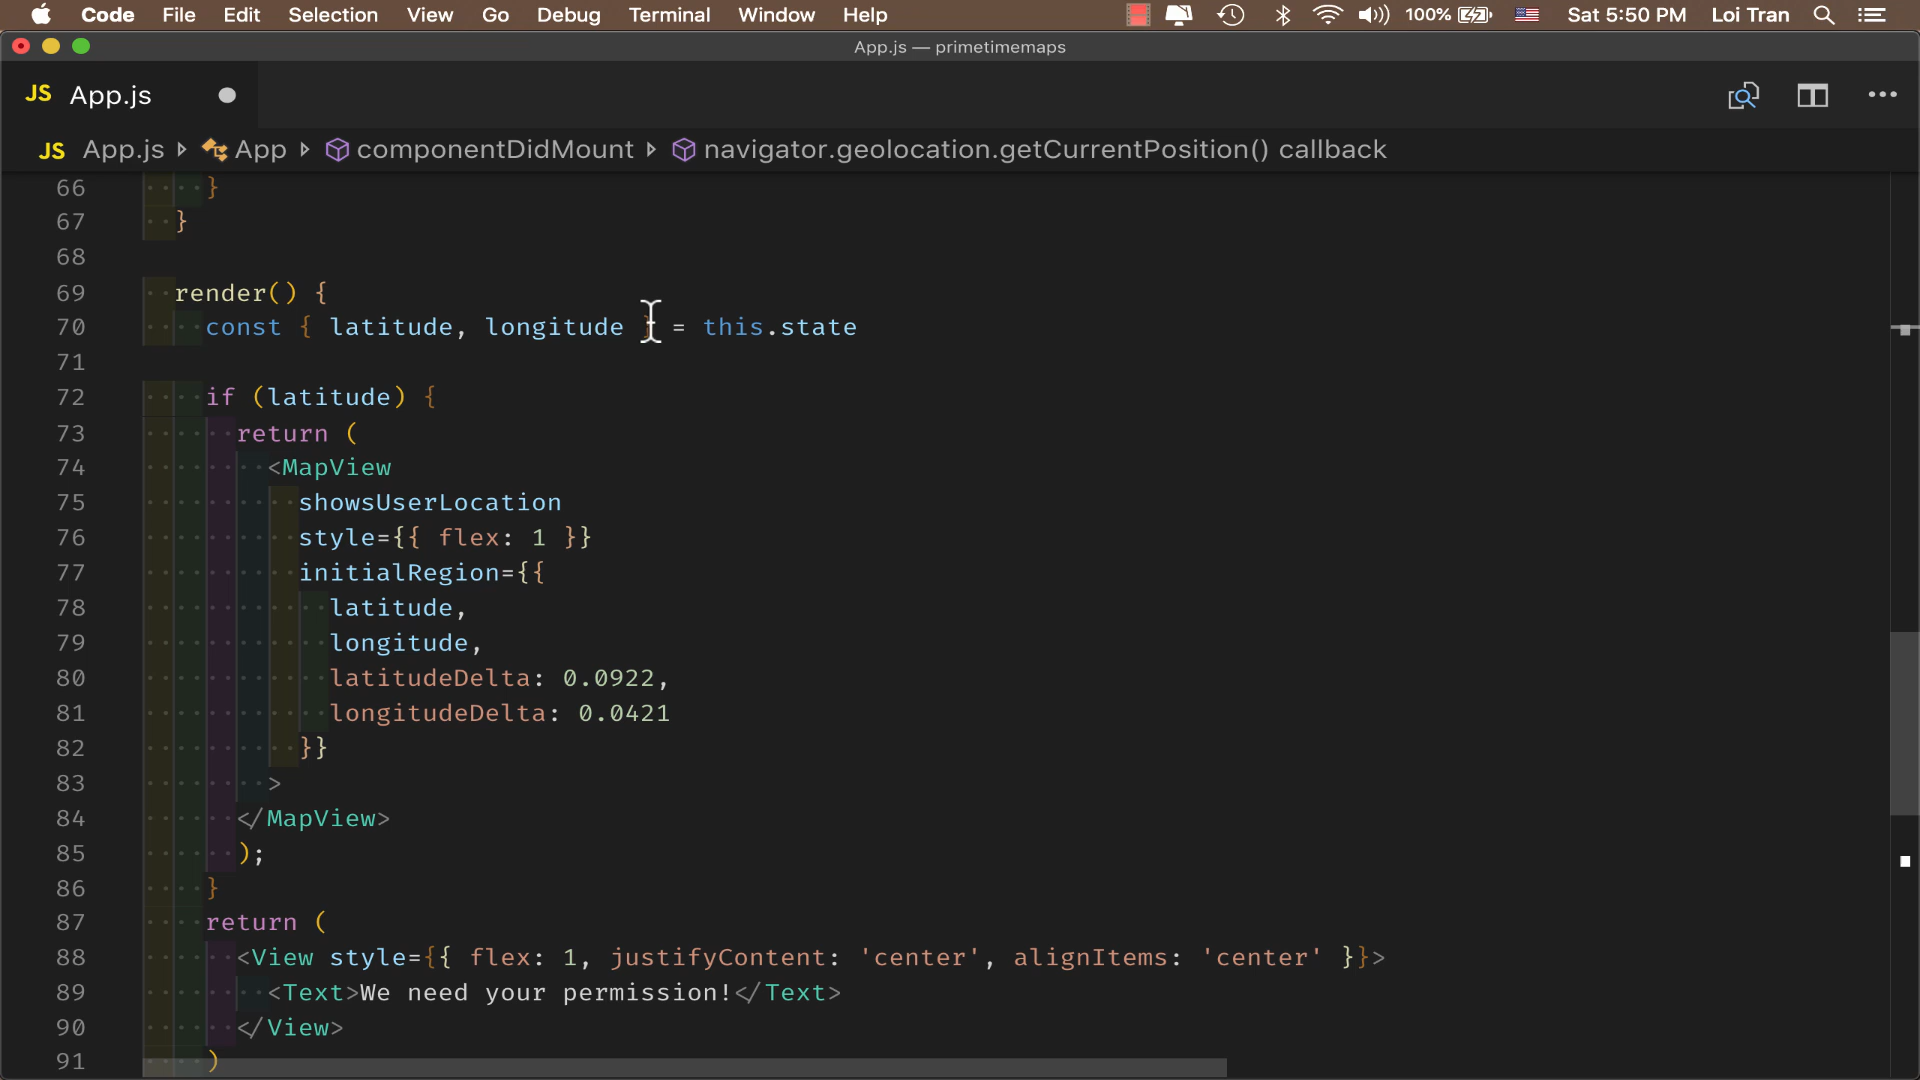 Code File Edit Selection View Go Debug Terminal Window Help 100% Sat 5:50 PM Loi Tran
App.js — primetimemaps
JS App.js
JS App.js App componentDidMount navigator.geolocation.getCurrentPosition() callback
66 }
67 }
68
69 render() {
70 const { latitude, longitude } = this.state
71
72 if (latitude) {
73 return (
74 <MapView
75 showsUserLocation
76 style={{ flex: 1 }}
77 initialRegion={{
78 latitude,
79 longitude,
80 latitudeDelta: 0.0922,
81 longitudeDelta: 0.0421
82 }}
83 >
84 </MapView>
85 );
86 }
87 return (
88 <View style={{ flex: 1, justifyContent: 'center', alignItems: 'center' }}>
89 <Text>We need your permission!</Text>
90 </View>
91 )